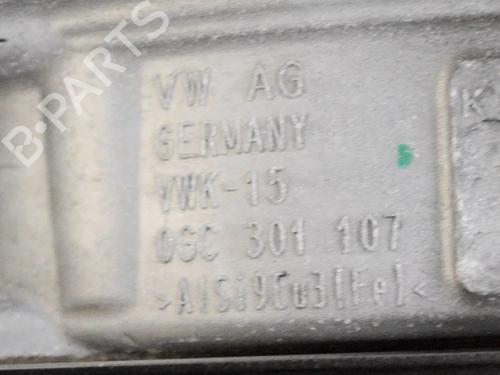 B-PARTS
VW AG
GERMANY
VWK-15
0GC 301 107
>AlSi9Cu3(Fe)<
K